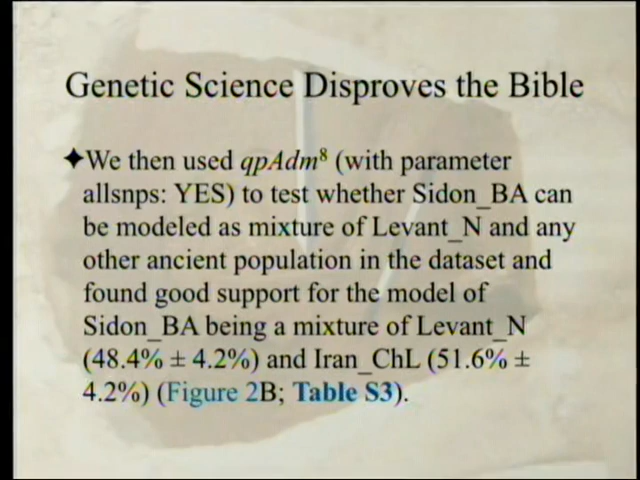 Genetic Science Disproves the Bible
✦We then used qpAdm⁸ (with parameter
allsnps: YES) to test whether Sidon_BA can
be modeled as mixture of Levant_N and any
other ancient population in the dataset and
found good support for the model of
Sidon_BA being a mixture of Levant_N
(48.4% ± 4.2%) and Iran_ChL (51.6% ±
4.2%) (Figure 2B; Table S3).